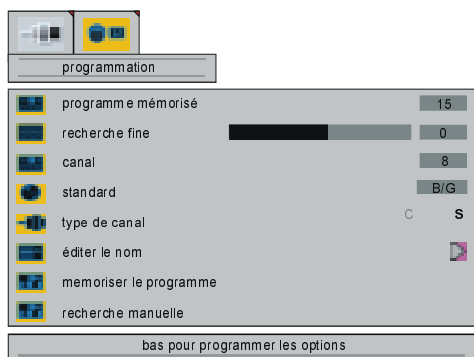 programmation
programme mémorisé 15
recherche fine 0
canal 8
standard B/G
type de canal C S
éditer le nom
memoriser le programme
recherche manuelle
bas pour programmer les options